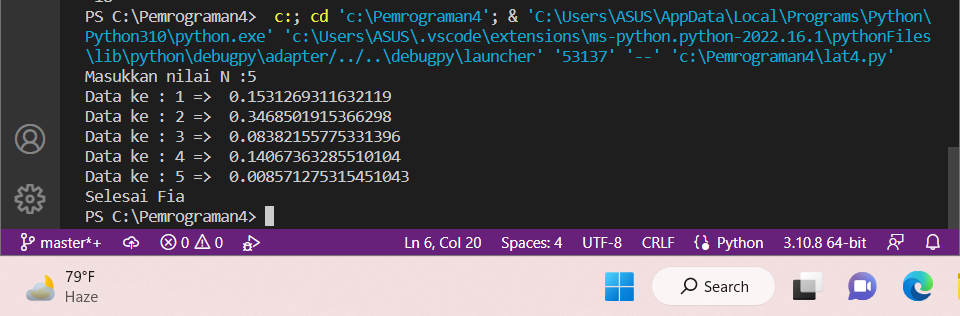 PS C:\Pemrograman4>  c:; cd 'c:\Pemrograman4'; & 'C:\Users\ASUS\AppData\Local\Programs\Python\
Python310\python.exe' 'c:\Users\ASUS\.vscode\extensions\ms-python.python-2022.16.1\pythonFiles
\lib\python\debugpy\adapter/../..\debugpy\launcher' '53137' '--' 'c:\Pemrograman4\lat4.py'
Masukkan nilai N :5
Data ke : 1 =>  0.1531269311632119
Data ke : 2 =>  0.3468501915366298
Data ke : 3 =>  0.08382155775331396
Data ke : 4 =>  0.14067363285510104
Data ke : 5 =>  0.008571275315451043
Selesai Fia
PS C:\Pemrograman4>
master*+ 0 0 Ln 6, Col 20 Spaces: 4 UTF-8 CRLF Python 3.10.8 64-bit
79°F
Haze
Search